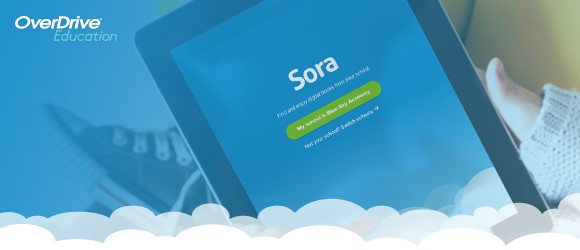 OverDrive®
Education
Sora
Find and enjoy digital books from your school.
My school is Blue Sky Academy
Not your school? Switch schools →